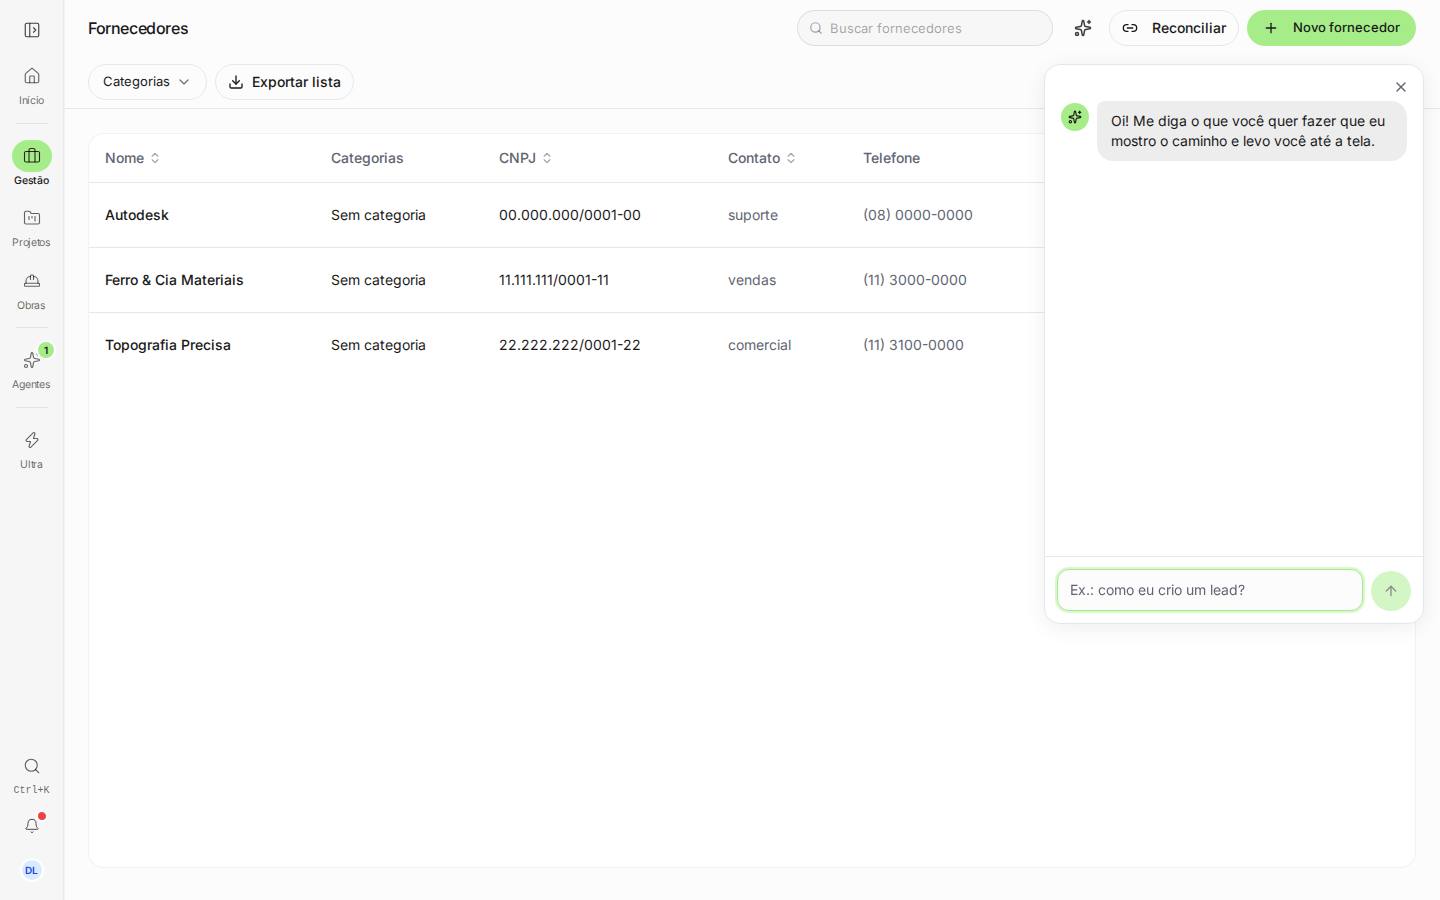 Fornecedores
Buscar fornecedores
Reconciliar
Novo fornecedor
Categorias
Exportar lista
Início
Gestão
Projetos
Obras
1
Agentes
Ultra
Ctrl+K
DL
Nome Categorias CNPJ Contato Telefone
Autodesk Sem categoria 00.000.000/0001-00 suporte (08) 0000-0000
Ferro & Cia Materiais Sem categoria 11.111.111/0001-11 vendas (11) 3000-0000
Topografia Precisa Sem categoria 22.222.222/0001-22 comercial (11) 3100-0000
Oi! Me diga o que você quer fazer que eu
mostro o caminho e levo você até a tela.
Ex.: como eu crio um lead?